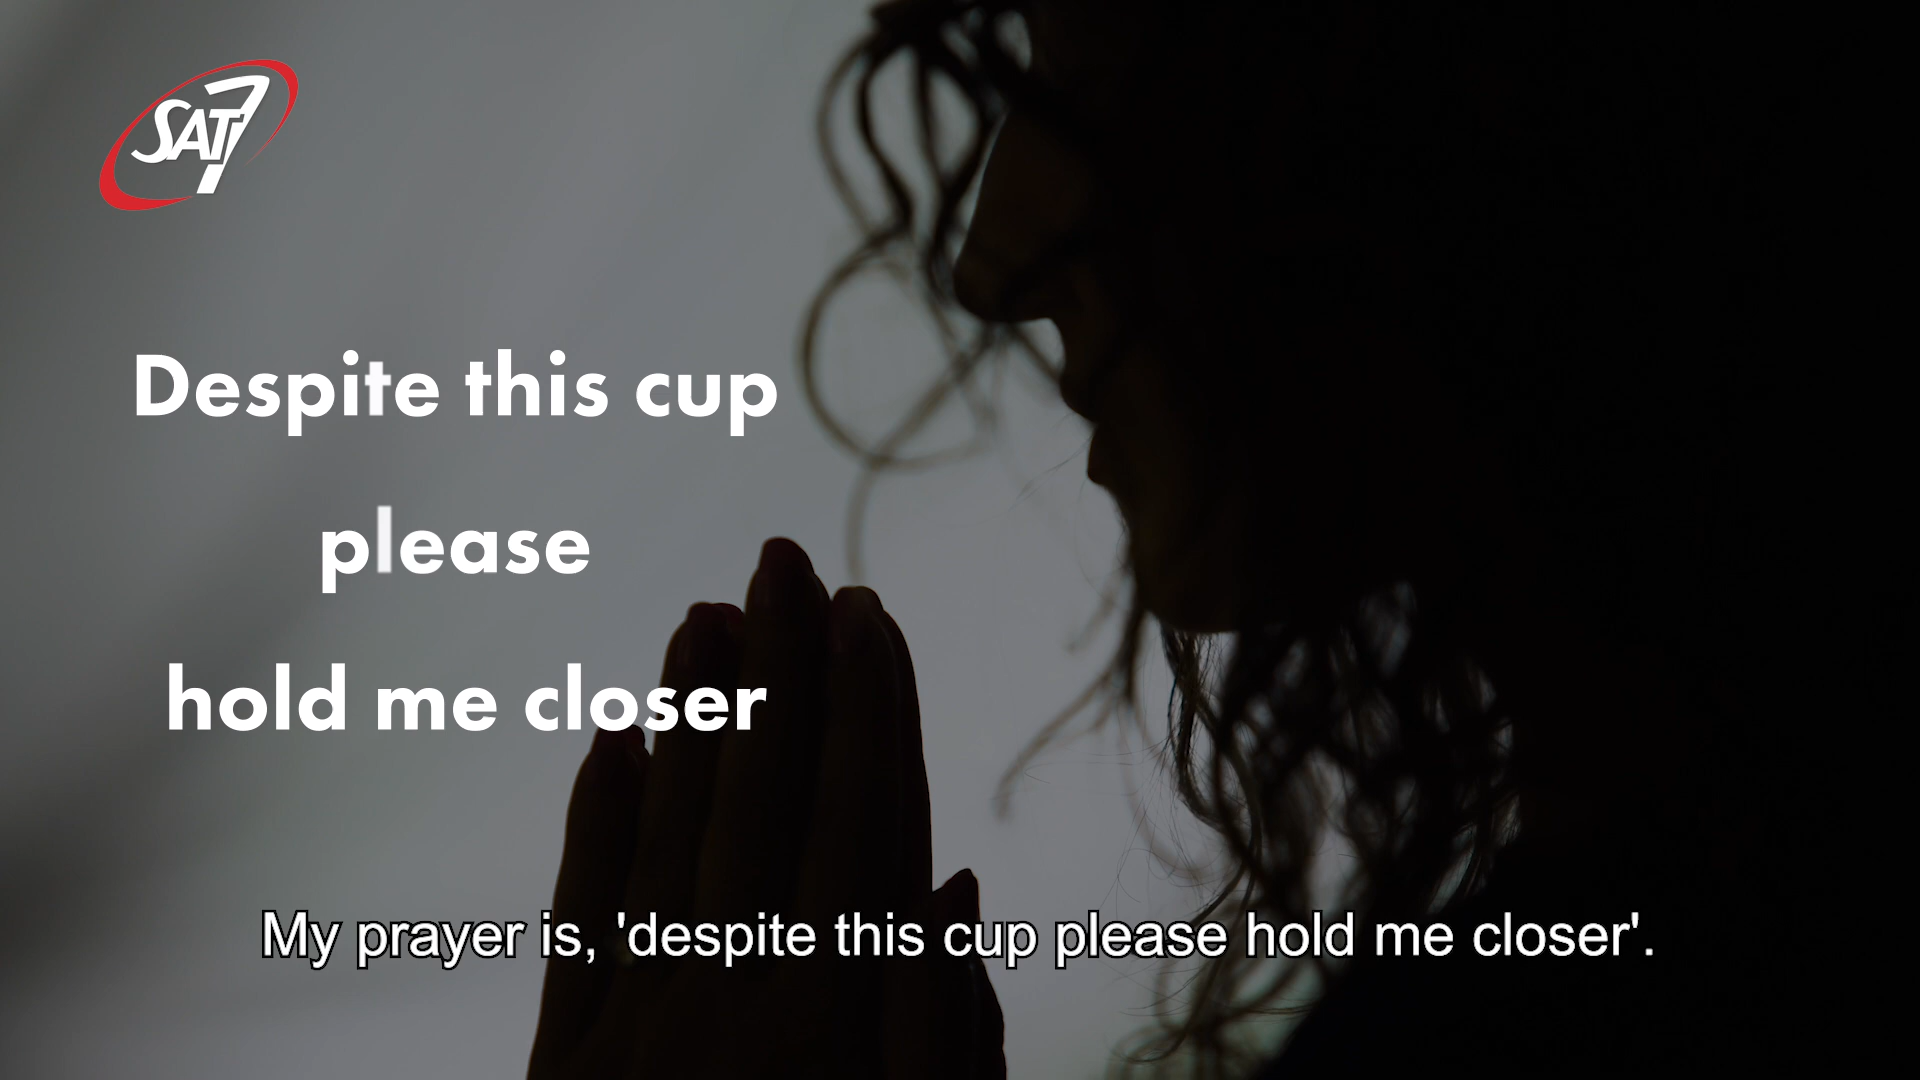 SAT7
Despite this cup
please
hold me closer
My prayer is, 'despite this cup please hold me closer'.